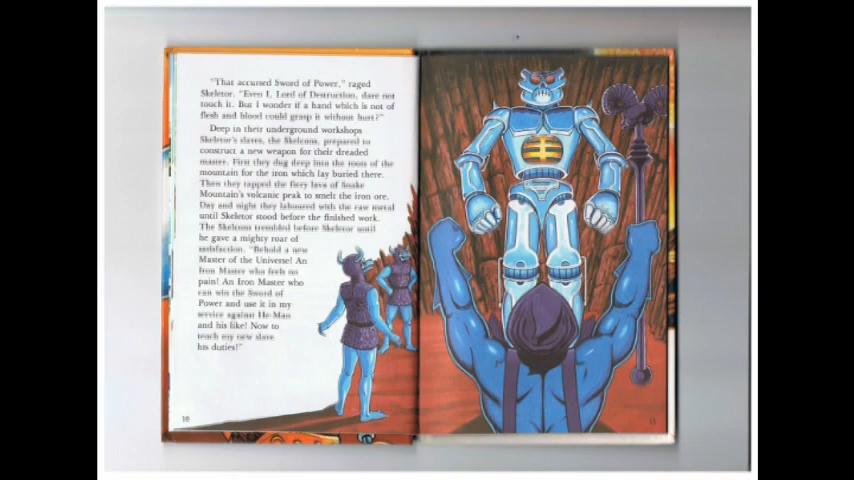 "That accursed Sword of Power," raged
Skeletor. "Even I, Lord of Destruction, dare not
touch it. But I wonder if a hand which is not of
flesh and blood could grasp it without hurt?"
Deep in their underground workshops
Skeletor's slaves, the Skelcons, prepared to
construct a new weapon for their dreaded
master. First they dug deep into the roots of the
mountain for the iron which lay buried there.
Then they tapped the fiery lava of Snake
Mountain's volcanic peak to smelt the iron ore.
Day and night they laboured with the raw metal
until Skeletor stood before the finished work.
The Skelcons trembled before Skeletor until
he gave a mighty roar of
satisfaction. "Behold a new
Master of the Universe! An
Iron Master who feels no
pain! An Iron Master who
can win the Sword of
Power and use it in my
service against He-Man
and his like! Now to
teach my new slave
his duties!"
10
11